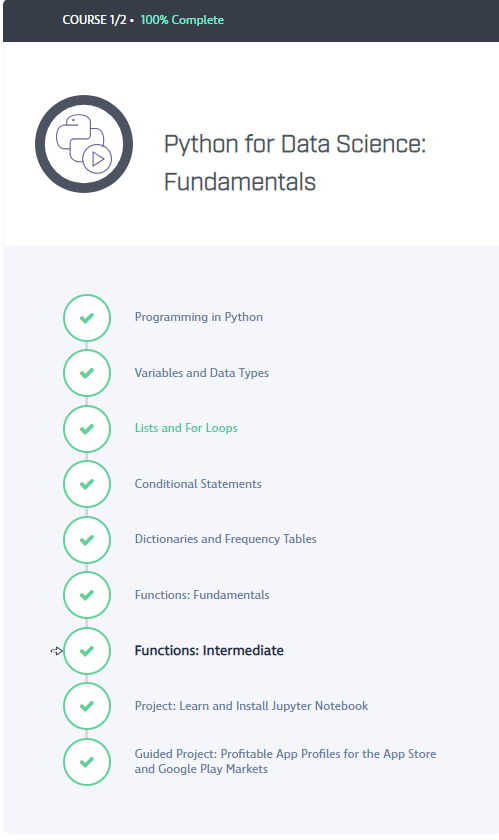 COURSE 1/2 • 100% Complete
Python for Data Science:
Fundamentals
Programming in Python
Variables and Data Types
Lists and For Loops
Conditional Statements
Dictionaries and Frequency Tables
Functions: Fundamentals
Functions: Intermediate
Project: Learn and Install Jupyter Notebook
Guided Project: Profitable App Profiles for the App Store
and Google Play Markets